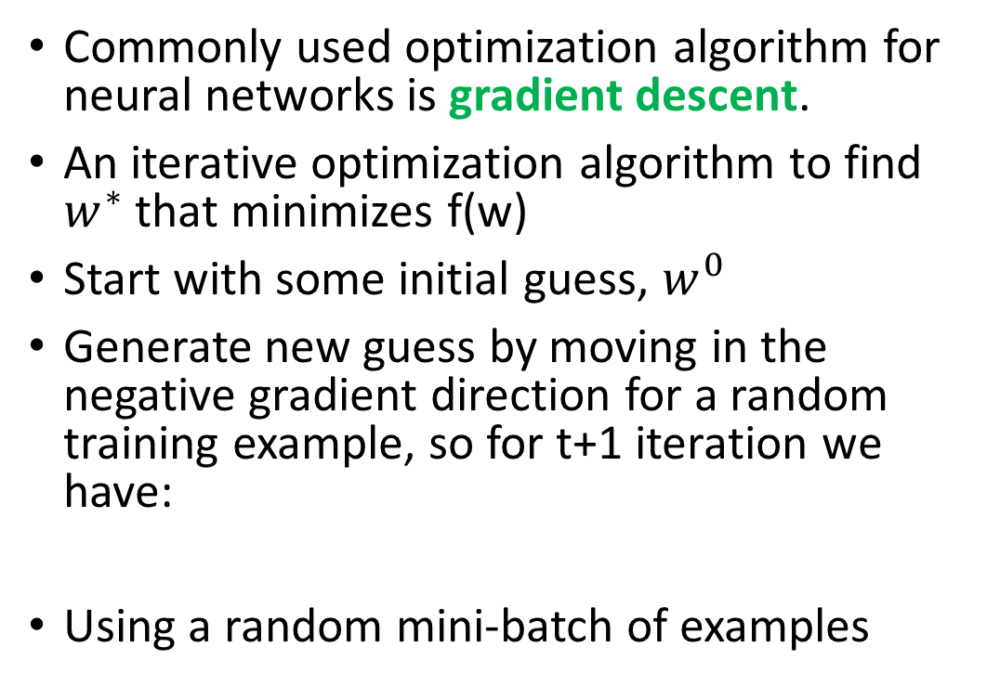 • Commonly used optimization algorithm for
neural networks is gradient descent.
• An iterative optimization algorithm to find
w* that minimizes f(w)
• Start with some initial guess, w⁰
• Generate new guess by moving in the
negative gradient direction for a random
training example, so for t+1 iteration we
have:
• Using a random mini-batch of examples